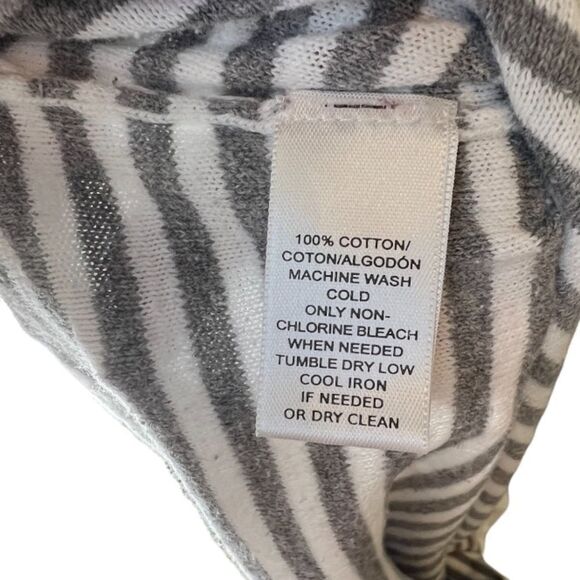 100% COTTON/
COTON/ALGODÓN
MACHINE WASH
COLD
ONLY NON-
CHLORINE BLEACH
WHEN NEEDED
TUMBLE DRY LOW
COOL IRON
IF NEEDED
OR DRY CLEAN